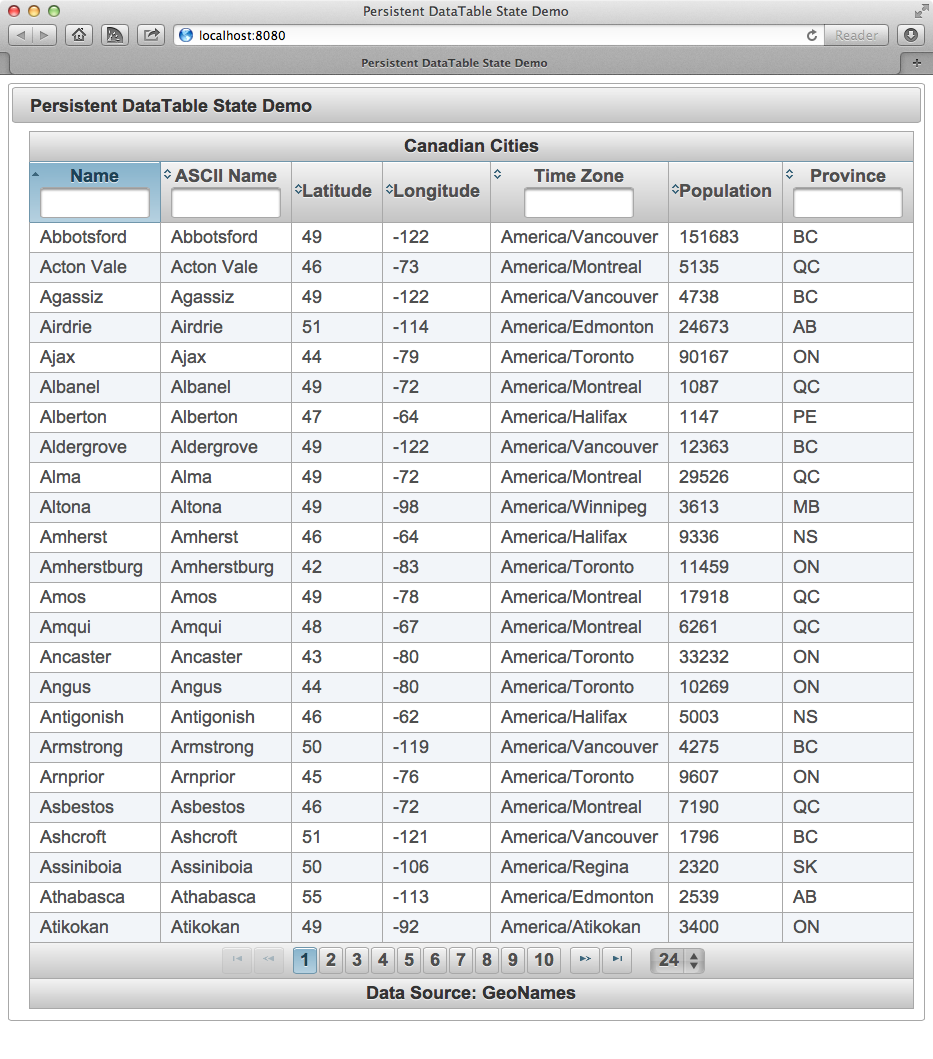 Persistent DataTable State Demo
localhost:8080 Reader
Persistent DataTable State Demo
Persistent DataTable State Demo
Canadian Cities
Name ASCII Name Latitude Longitude Time Zone Population Province
Abbotsford Abbotsford 49 -122 America/Vancouver 151683 BC
Acton Vale Acton Vale 46 -73 America/Montreal 5135 QC
Agassiz Agassiz 49 -122 America/Vancouver 4738 BC
Airdrie Airdrie 51 -114 America/Edmonton 24673 AB
Ajax Ajax 44 -79 America/Toronto 90167 ON
Albanel Albanel 49 -72 America/Montreal 1087 QC
Alberton Alberton 47 -64 America/Halifax 1147 PE
Aldergrove Aldergrove 49 -122 America/Vancouver 12363 BC
Alma Alma 49 -72 America/Montreal 29526 QC
Altona Altona 49 -98 America/Winnipeg 3613 MB
Amherst Amherst 46 -64 America/Halifax 9336 NS
Amherstburg Amherstburg 42 -83 America/Toronto 11459 ON
Amos Amos 49 -78 America/Montreal 17918 QC
Amqui Amqui 48 -67 America/Montreal 6261 QC
Ancaster Ancaster 43 -80 America/Toronto 33232 ON
Angus Angus 44 -80 America/Toronto 10269 ON
Antigonish Antigonish 46 -62 America/Halifax 5003 NS
Armstrong Armstrong 50 -119 America/Vancouver 4275 BC
Arnprior Arnprior 45 -76 America/Toronto 9607 ON
Asbestos Asbestos 46 -72 America/Montreal 7190 QC
Ashcroft Ashcroft 51 -121 America/Vancouver 1796 BC
Assiniboia Assiniboia 50 -106 America/Regina 2320 SK
Athabasca Athabasca 55 -113 America/Edmonton 2539 AB
Atikokan Atikokan 49 -92 America/Atikokan 3400 ON
1 2 3 4 5 6 7 8 9 10 24
Data Source: GeoNames